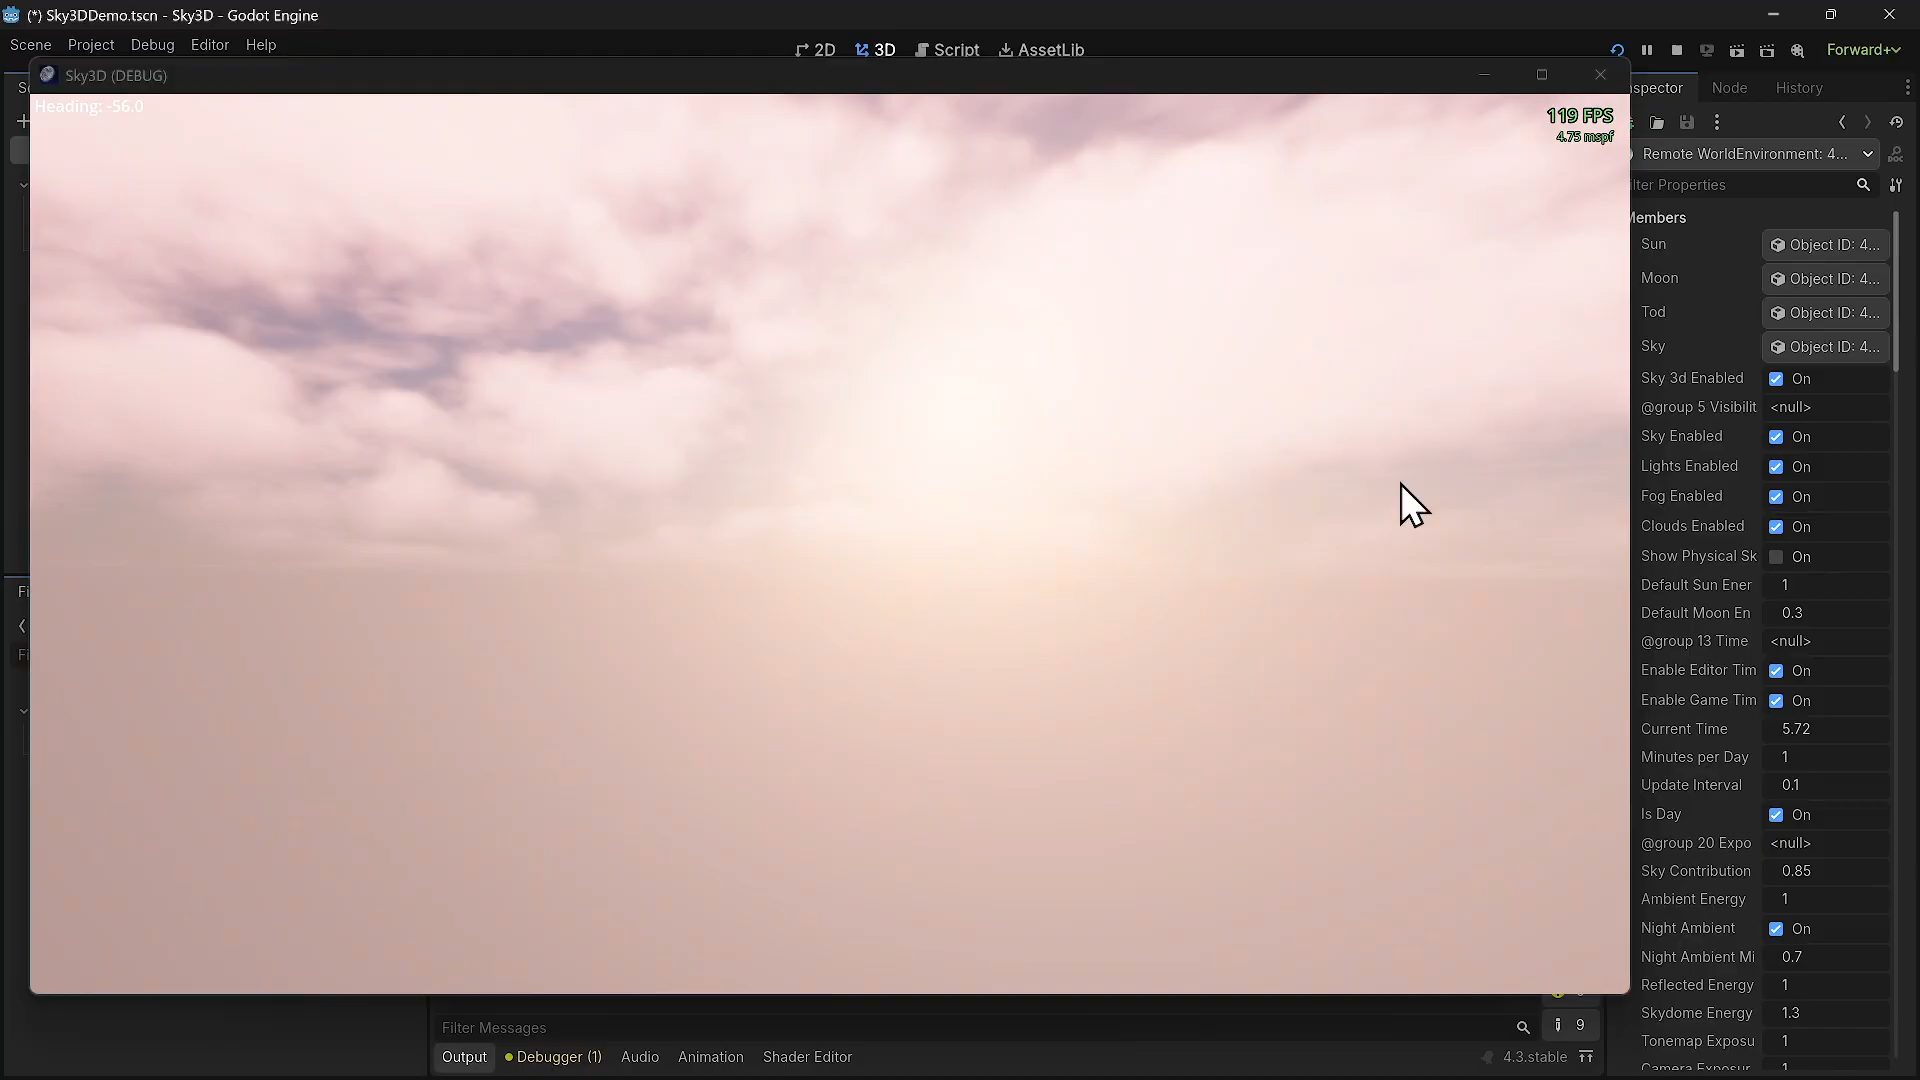 (*) Sky3DDemo.tscn - Sky3D - Godot Engine
Scene Project Debug Editor Help
2D 3D Script AssetLib
Forward+
Sky3D (DEBUG)
Heading: -56.0
119 FPS
4.75 mspf
Node History
Remote WorldEnvironment: 4...
DOC
Filter Properties
Members
Sun Object ID: 4...
Moon Object ID: 4...
Tod Object ID: 4...
Sky Object ID: 4...
Sky 3d Enabled On
@group 5 Visibilit <null>
Sky Enabled On
Lights Enabled On
Fog Enabled On
Clouds Enabled On
Show Physical Sk On
Default Sun Ener 1
Default Moon En 0.3
@group 13 Time <null>
Enable Editor Tim On
Enable Game Tim On
Current Time 5.72
Minutes per Day 1
Update Interval 0.1
Is Day On
@group 20 Expo <null>
Sky Contribution 0.85
Ambient Energy 1
Night Ambient On
Night Ambient Mi 0.7
Reflected Energy 1
Skydome Energy 1.3
Tonemap Exposu 1
Camera Exposur 1
Filter Messages
9
Output Debugger (1) Audio Animation Shader Editor
4.3.stable